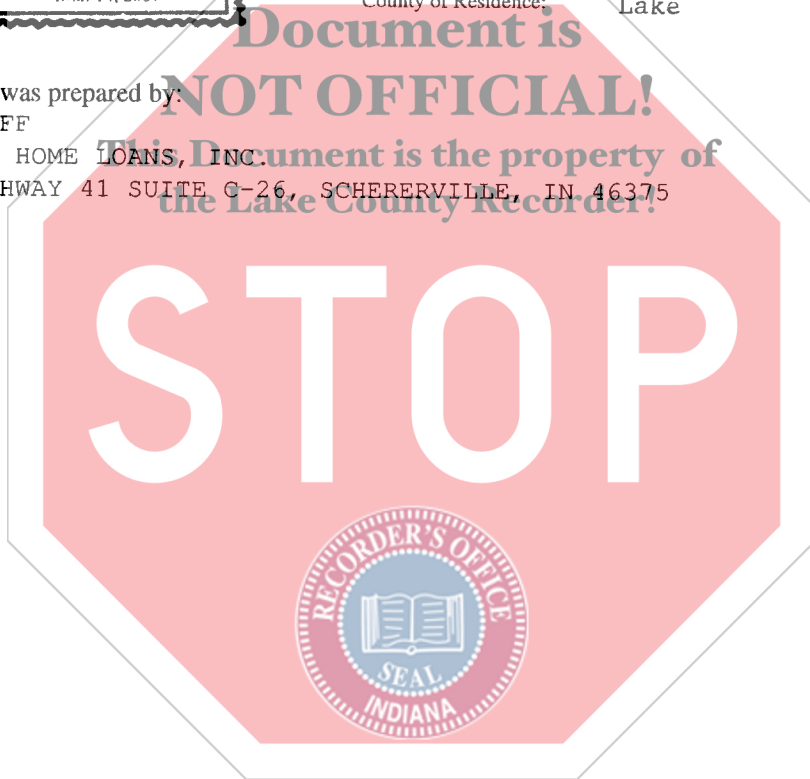 County of Residence: Lake
Document is
was prepared by:
NOT OFFICIAL!
FF
This Document is the property of
HOME LOANS, INC.
HWAY 41 SUITE C-26, SCHERERVILLE, IN 46375
the Lake County Recorder!
STOP
RECORDER'S OFFICE
SEAL
INDIANA